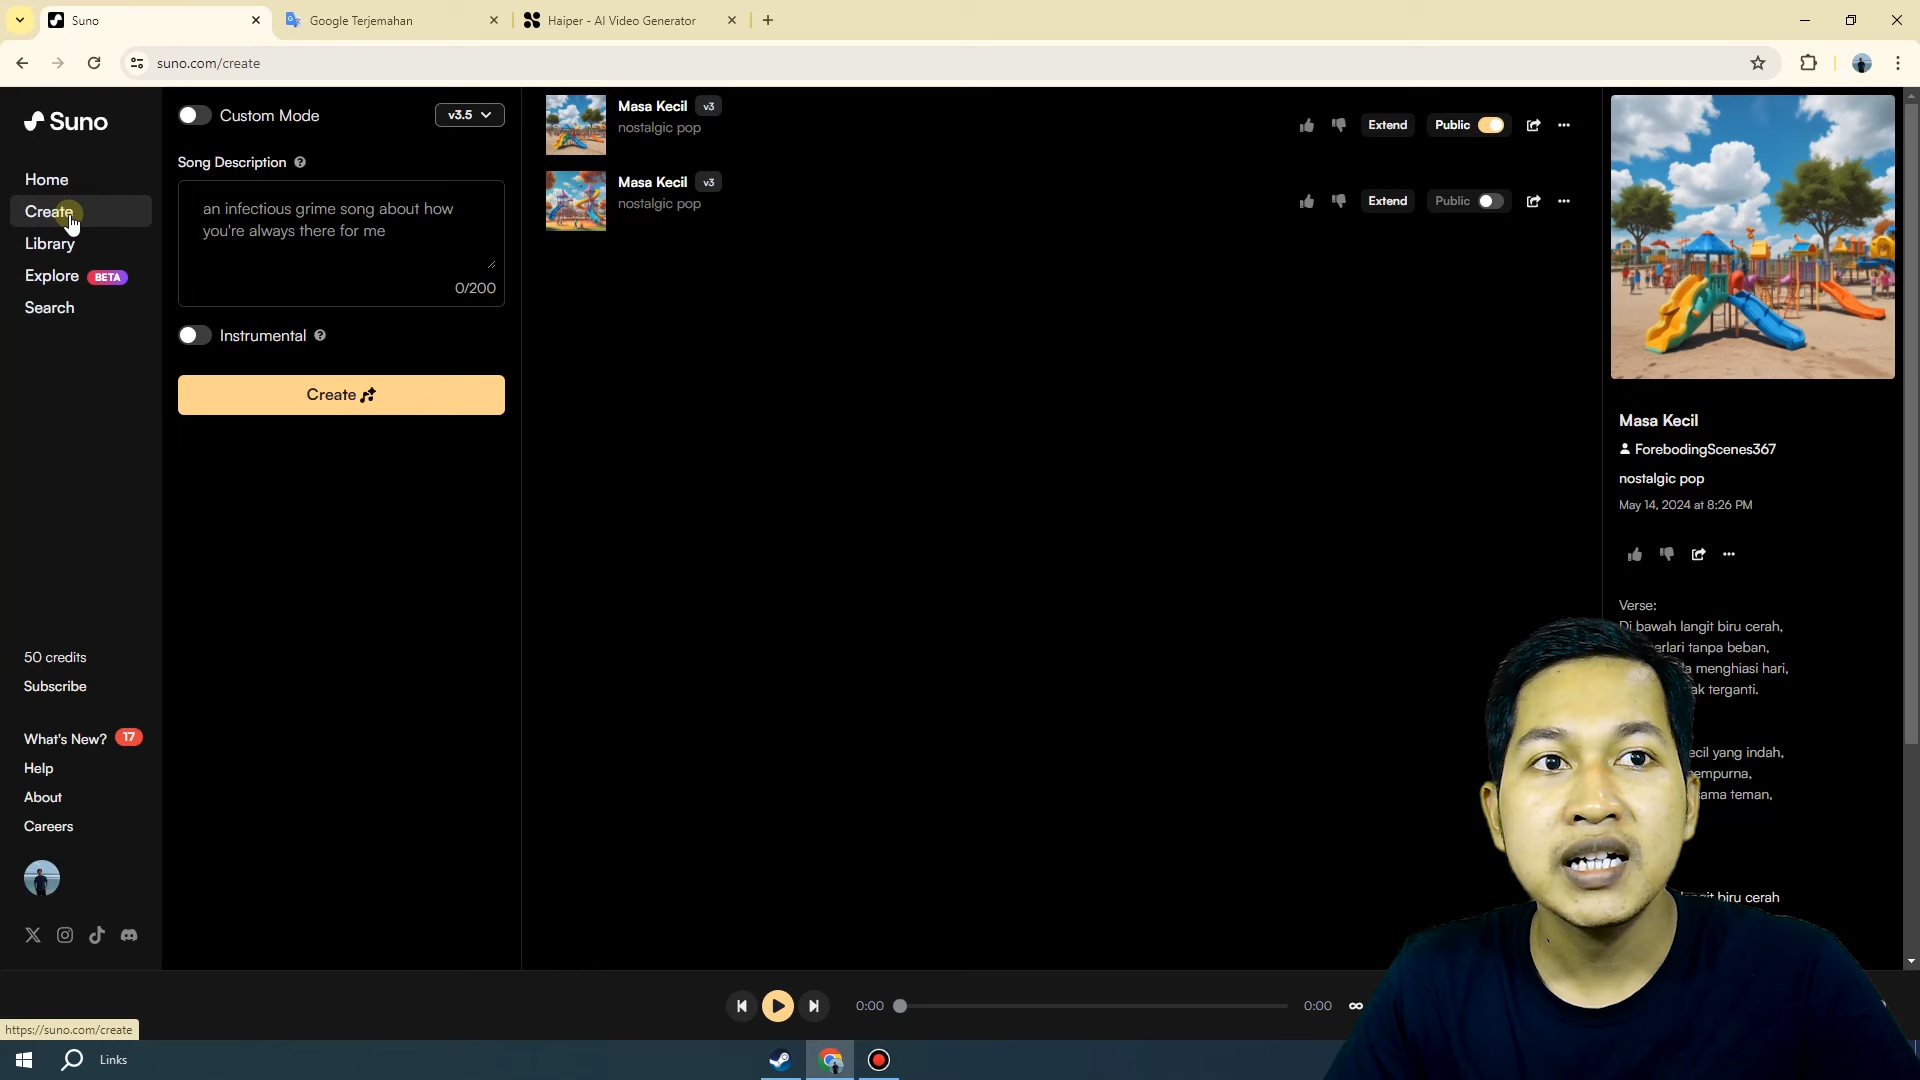 Suno
Google Terjemahan
Haiper - AI Video Generator
suno.com/create
Suno
Home
Create
Library
Explore BETA
Search
50 credits
Subscribe
What's New? 17
Help
About
Careers
Custom Mode
v3.5
Song Description
an infectious grime song about how
you're always there for me
0/200
Instrumental
Create
Masa Kecil v3
nostalgic pop
Extend
Public
Masa Kecil v3
nostalgic pop
Extend
Public
Masa Kecil
ForebodingScenes367
nostalgic pop
May 14, 2024 at 8:26 PM
Verse:
Di bawah langit biru cerah,
tanpa beban,
menghiasi hari,
terganti.
yang indah,
teman,
biru cerah
0:00
0:00
https://suno.com/create
Links